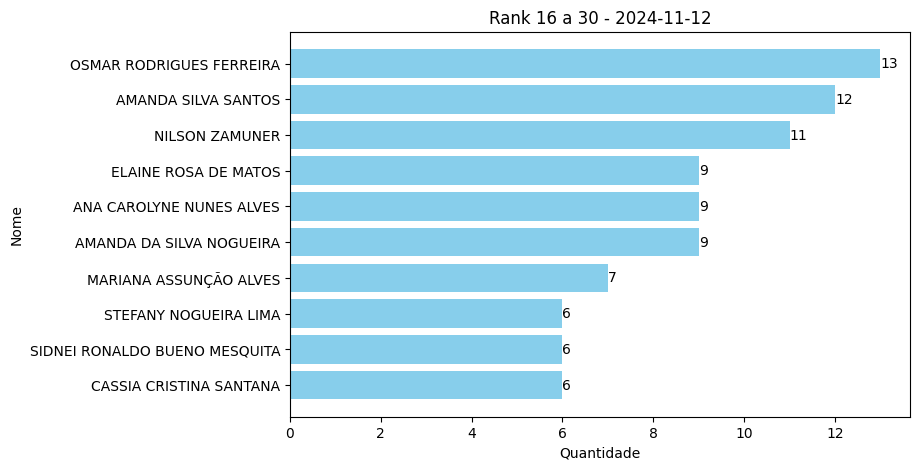 Rank 16 a 30 - 2024-11-12
OSMAR RODRIGUES FERREIRA 13
AMANDA SILVA SANTOS 12
NILSON ZAMUNER 11
ELAINE ROSA DE MATOS 9
ANA CAROLYNE NUNES ALVES 9
AMANDA DA SILVA NOGUEIRA 9
MARIANA ASSUNÇÃO ALVES 7
STEFANY NOGUEIRA LIMA 6
SIDNEI RONALDO BUENO MESQUITA 6
CASSIA CRISTINA SANTANA 6
Nome
0 2 4 6 8 10 12
Quantidade